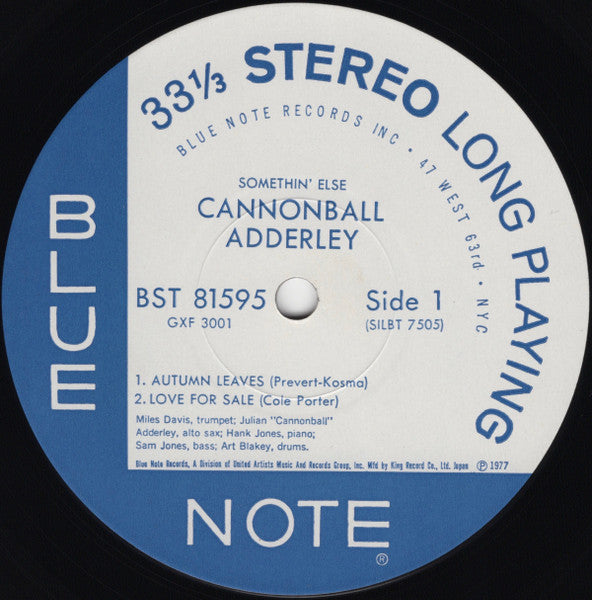 33⅓ STEREO LONG PLAYING
BLUE NOTE RECORDS INC • 47 WEST 63rd • NYC
SOMETHIN' ELSE
CANNONBALL
ADDERLEY
BST 81595 Side 1
GXF 3001 (SILBT 7505)
1. AUTUMN LEAVES (Prevert-Kosma)
2. LOVE FOR SALE (Cole Porter)
Miles Davis, trumpet; Julian "Cannonball"
Adderley, alto sax; Hank Jones, piano;
Sam Jones, bass; Art Blakey, drums.
Blue Note Records, A Division of United Artists Music And Records Group, Inc. Mfd by King Record Co., Ltd. Japan ℗ 1977
BLUE
NOTE ®